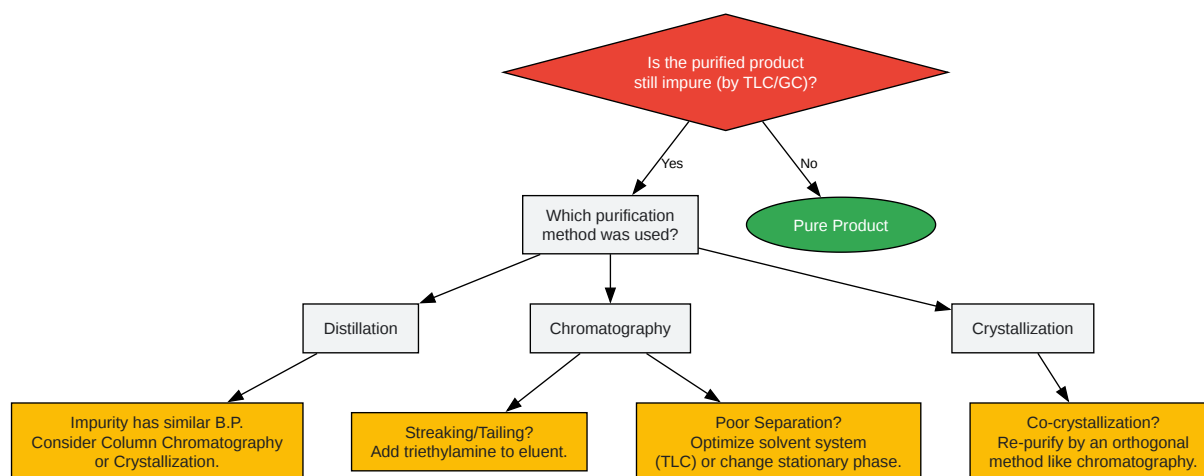 Is the purified product
still impure (by TLC/GC)?
Yes
No
Which purification
method was used?
Pure Product
Distillation
Chromatography
Crystallization
Impurity has similar B.P.
Consider Column Chromatography
or Crystallization.
Streaking/Tailing?
Add triethylamine to eluent.
Poor Separation?
Optimize solvent system
(TLC) or change stationary phase.
Co-crystallization?
Re-purify by an orthogonal
method like chromatography.